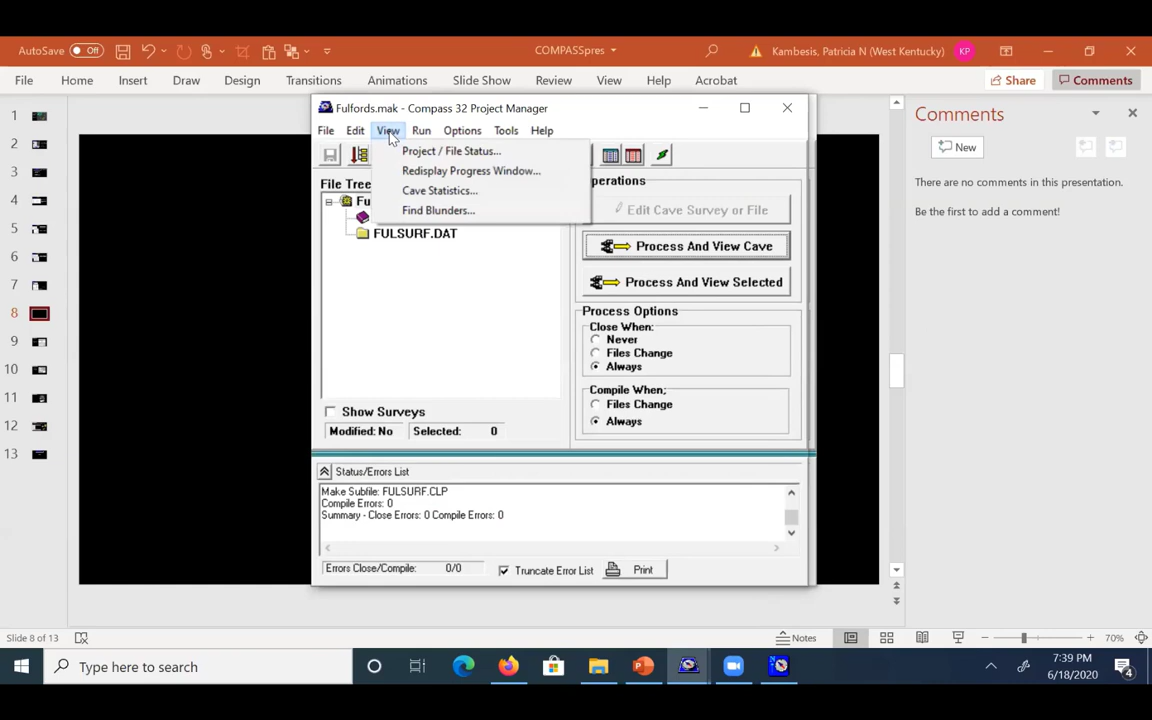 AutoSave Off
COMPASSpres
Kambesis, Patricia N (West Kentucky)
KP
File Home Insert Draw Design Transitions Animations Slide Show Review View Help Acrobat
Share
Comments
Fulfords.mak - Compass 32 Project Manager
File Edit View Run Options Tools Help
Project / File Status...
Redisplay Progress Window...
Cave Statistics...
Find Blunders...
File Tree
Fu
FULSURF.DAT
perations
Edit Cave Survey or File
Process And View Cave
Process And View Selected
Process Options
Close When:
Never
Files Change
Always
Compile When;
Files Change
Always
Show Surveys
Modified: No Selected: 0
Status/Errors List
Make Subfile: FULSURF.CLP
Compile Errors: 0
Summary - Close Errors: 0 Compile Errors: 0
Errors Close/Compile: 0/0
Truncate Error List
Print
1
2
3
4
5
6
7
8
9
10
11
12
13
Comments
New
There are no comments in this presentation.
Be the first to add a comment!
Slide 8 of 13
Notes
70%
Type here to search
7:39 PM
6/18/2020
4